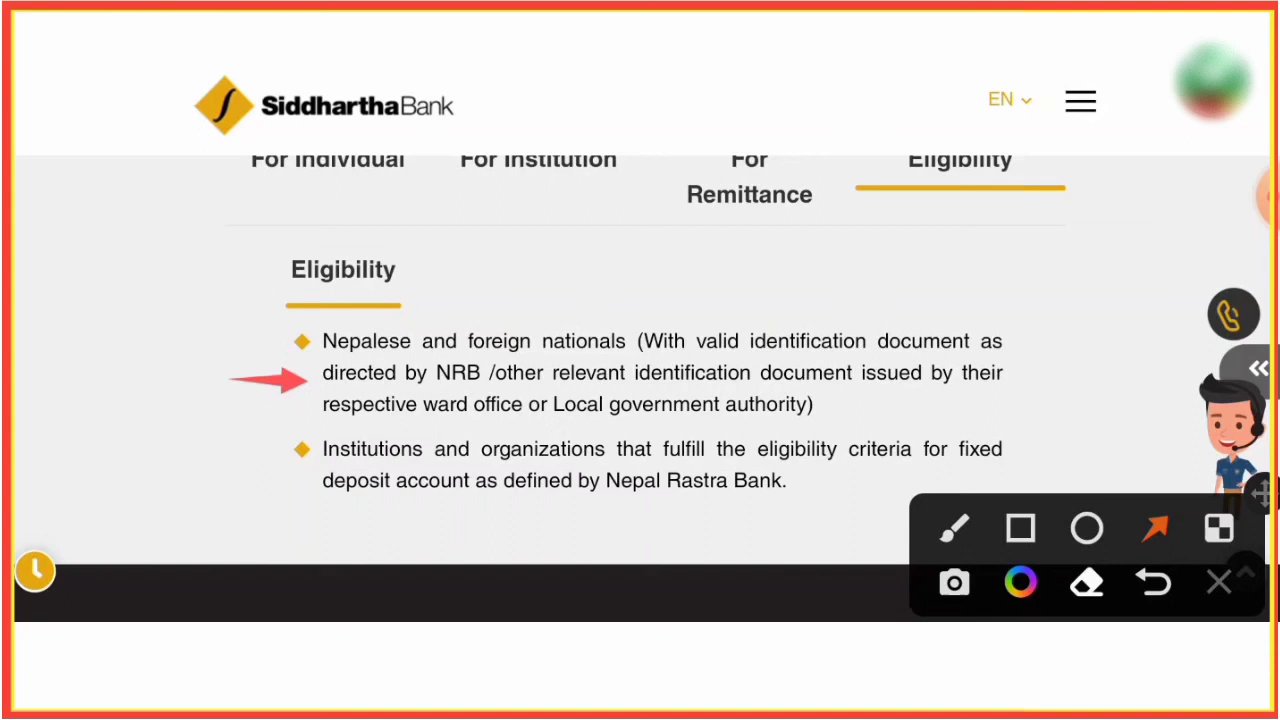 SiddharthaBank
EN
For Individual For Institution For Eligibility
Remittance
Eligibility
Nepalese and foreign nationals (With valid identification document as
directed by NRB /other relevant identification document issued by their
respective ward office or Local government authority)
Institutions and organizations that fulfill the eligibility criteria for fixed
deposit account as defined by Nepal Rastra Bank.